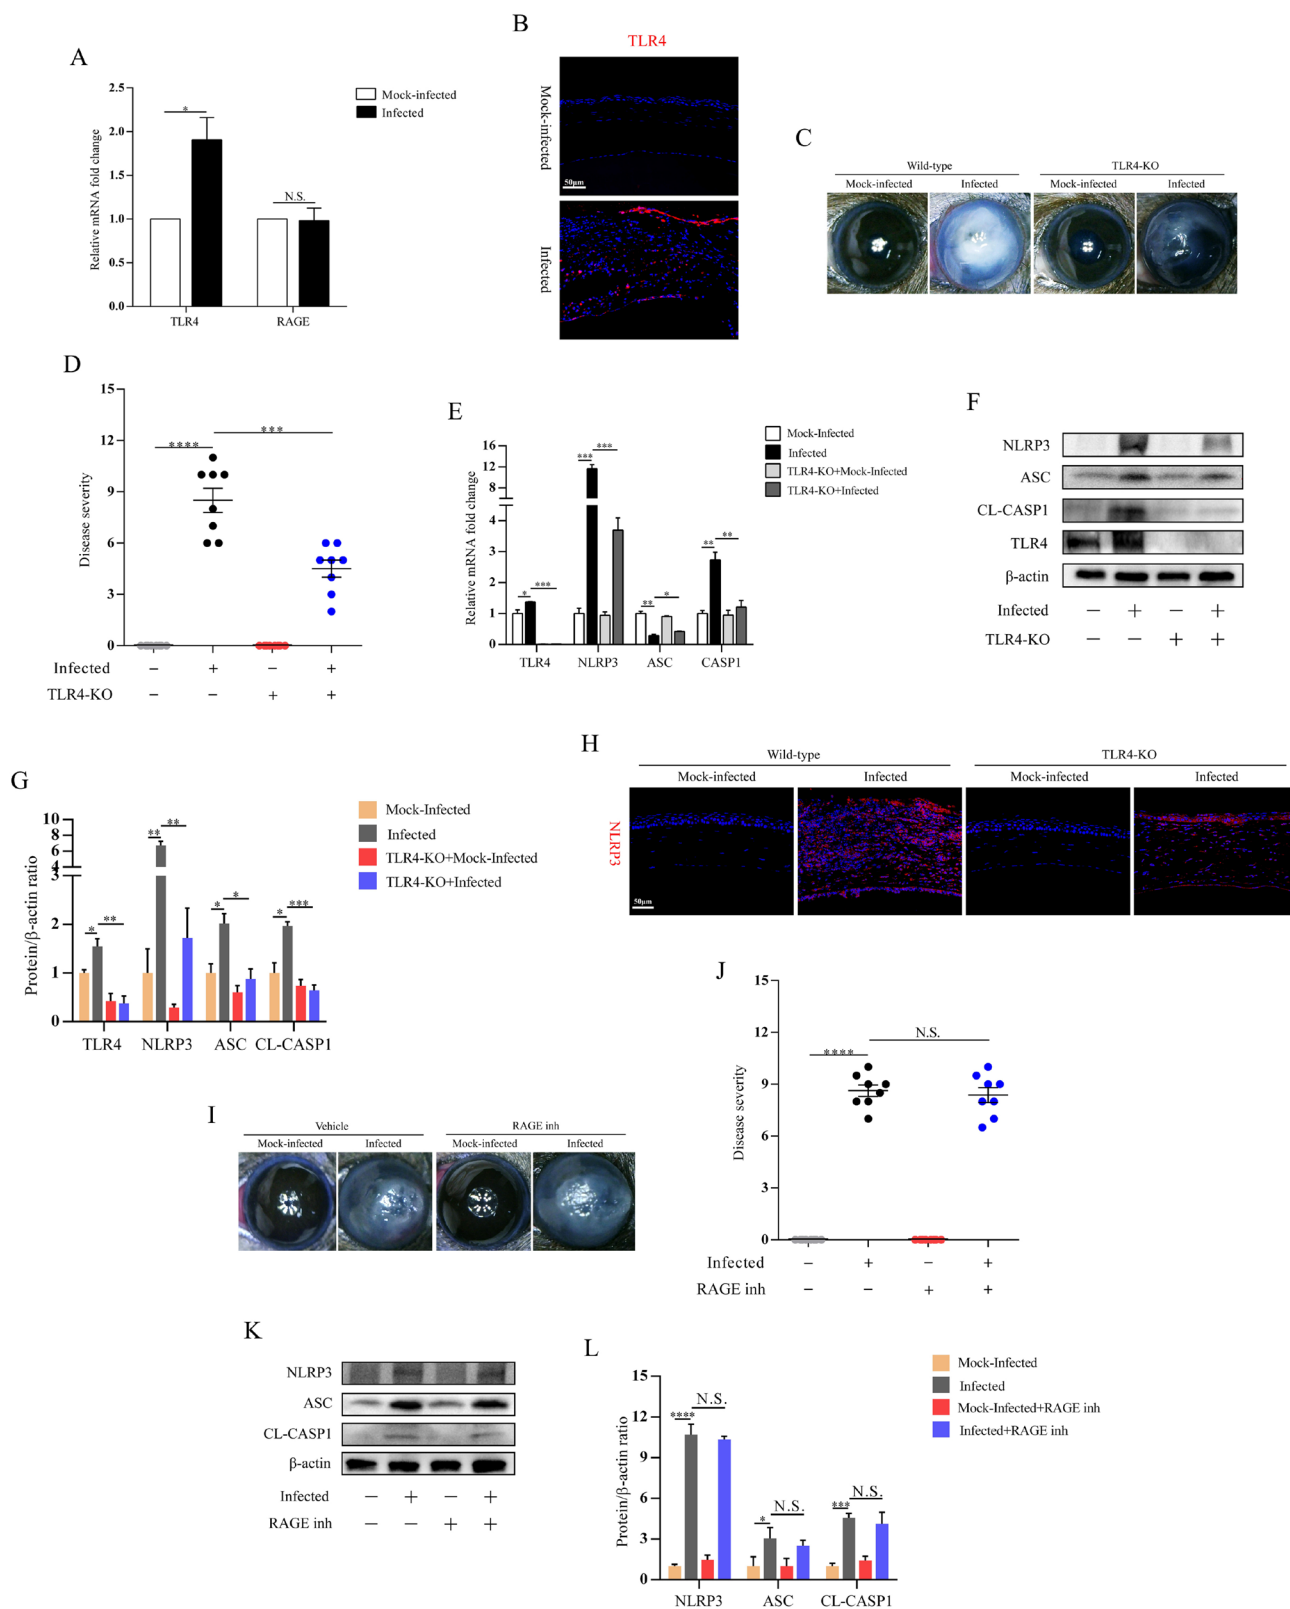 A
2.5
2.0
1.5
1.0
0.5
0.0
Relative mRNA fold change
*
N.S.
TLR4
RAGE
Mock-infected
Infected
B
TLR4
Mock-infected
50μm
Infected
C
Wild-type
TLR4-KO
Mock-infected
Infected
Mock-infected
Infected
D
15
12
9
6
3
0
Disease severity
****
***
Infected
− + − +
TLR4-KO
− − + +
E
16
14
12
10
8
6
4
3
2
1
0
Relative mRNA fold change
* ***
*** ***
** *
** **
TLR4
NLRP3
ASC
CASP1
Mock-Infected
Infected
TLR4-KO+Mock-Infected
TLR4-KO+Infected
F
NLRP3
ASC
CL-CASP1
TLR4
β-actin
Infected − + − +
TLR4-KO − − + +
G
10
8
6
4
3
2
1
0
Protein/β-actin ratio
* **
** **
* *
* ***
TLR4
NLRP3
ASC
CL-CASP1
Mock-Infected
Infected
TLR4-KO+Mock-Infected
TLR4-KO+Infected
H
Wild-type
TLR4-KO
Mock-infected
Infected
Mock-infected
Infected
NLRP3
50μm
I
Vehicle
RAGE inh
Mock-infected
Infected
Mock-infected
Infected
J
15
12
9
6
3
0
Disease severity
****
N.S.
Infected − + − +
RAGE inh − − + +
K
NLRP3
ASC
CL-CASP1
β-actin
Infected − + − +
RAGE inh − − + +
L
15
12
9
6
3
0
Protein/β-actin ratio
**** N.S.
* N.S.
*** N.S.
NLRP3
ASC
CL-CASP1
Mock-Infected
Infected
Mock-Infected+RAGE inh
Infected+RAGE inh